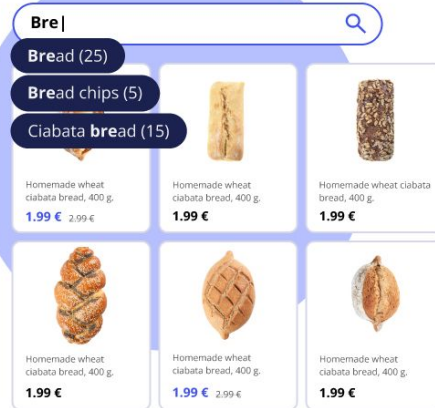 Bre
Bread (25)
Bread chips (5)
Ciabata bread (15)
Homemade wheat
ciabata bread, 400 g.
1.99 € 2.99 €
Homemade wheat
ciabata bread, 400 g.
1.99 €
Homemade wheat ciabata
bread, 400 g.
1.99 €
Homemade wheat
ciabata bread, 400 g.
1.99 €
Homemade wheat
ciabata bread, 400 g.
1.99 € 2.99 €
Homemade wheat
ciabata bread, 400 g.
1.99 €